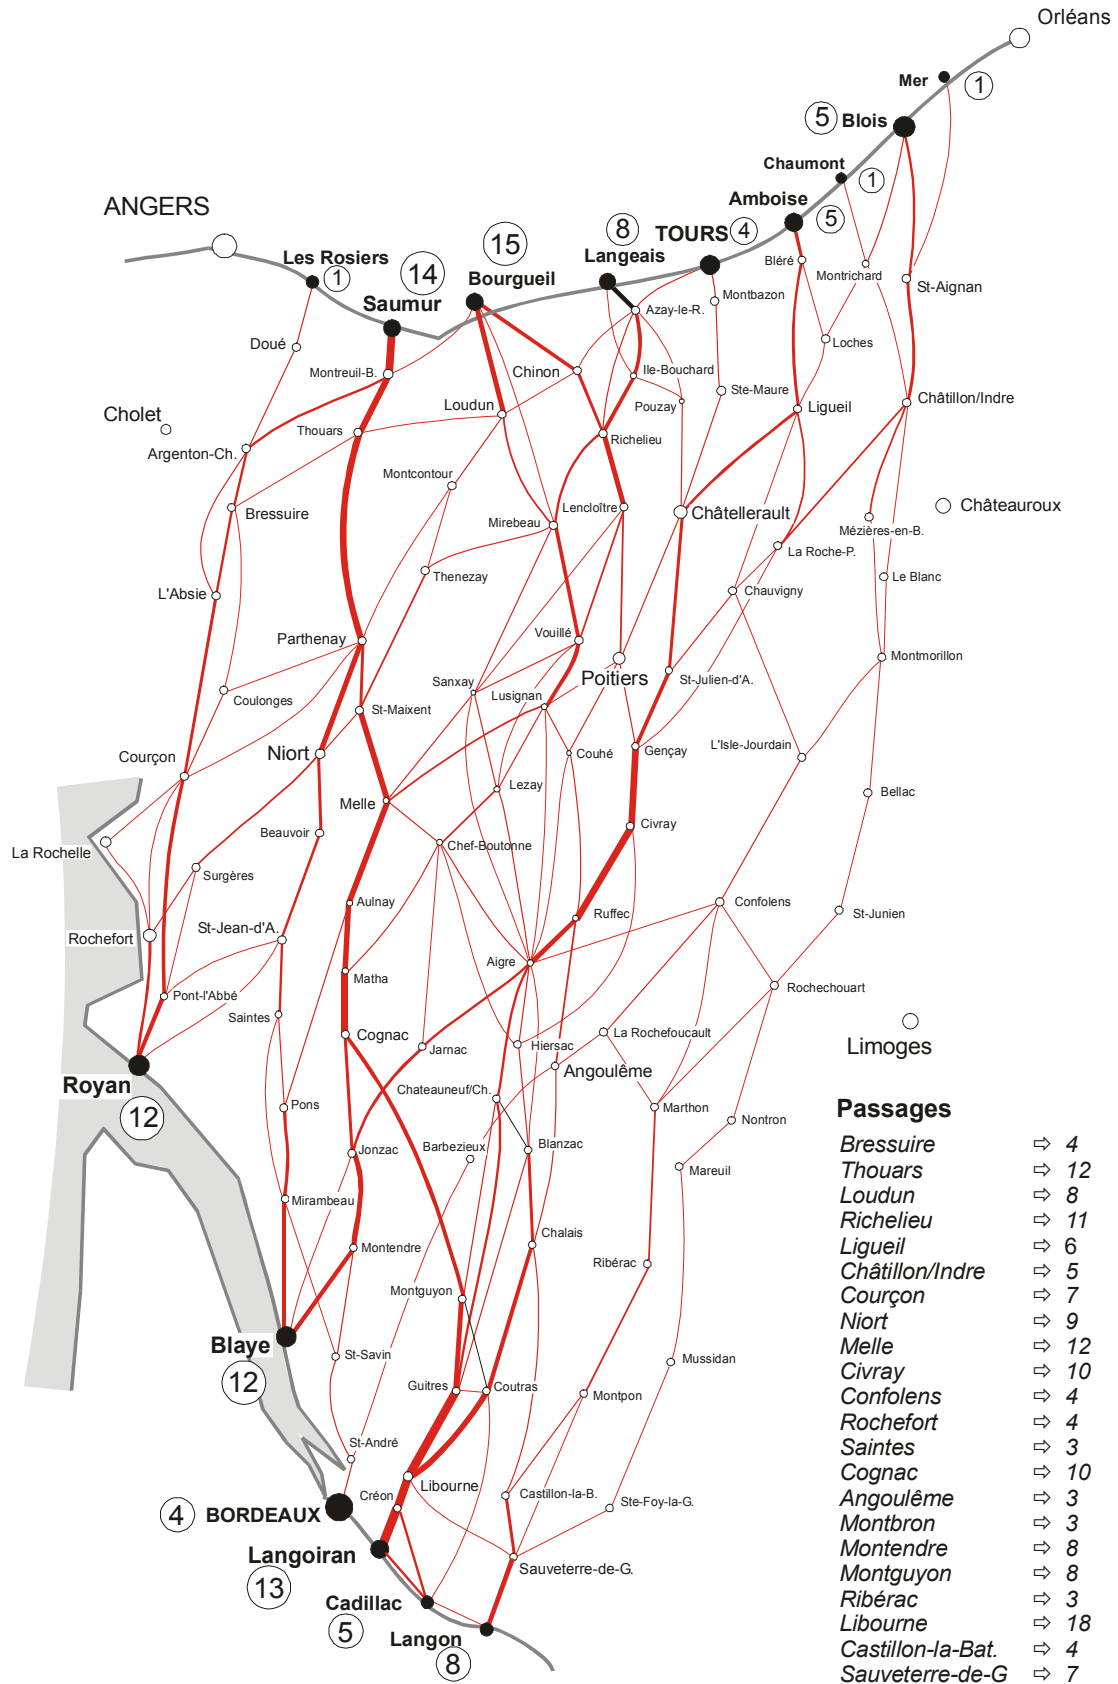 Orléans
Mer
1
5
Blois
Chaumont
1
ANGERS
Amboise
5
15
8
TOURS
4
Les Rosiers
1
14
Bourgueil
Langeais
Bléré
Montrichard
St-Aignan
Saumur
Montbazon
Azay-le-R.
Doué
Loches
Montreuil-B.
Chinon
Ile-Bouchard
Ste-Maure
Cholet
Loudun
Pouzay
Ligueil
Châtillon/Indre
Thouars
Richelieu
Argenton-Ch.
Montcontour
Bressuire
Mirebeau
Lencloître
Châtellerault
Châteauroux
Mézières-en-B.
La Roche-P.
Thenezay
Le Blanc
L'Absie
Chauvigny
Parthenay
Vouillé
Montmorillon
Poitiers
Sanxay
St-Julien-d'A.
Coulonges
Lusignan
St-Maixent
Courçon
Niort
Couhé
Gençay
L'Isle-Jourdain
Lezay
Bellac
Melle
Beauvoir
Civray
La Rochelle
Chef-Boutonne
Surgères
Aulnay
Confolens
St-Jean-d'A.
Ruffec
St-Junien
Rochefort
Aigre
Matha
Rochechouart
Pont-l'Abbé
Saintes
Cognac
La Rochefoucault
Jarnac
Hiersac
Limoges
Royan
Angoulême
12
Chateauneuf/Ch.
Pons
Marthon
Nontron
Jonzac
Barbezieux
Blanzac
Mareuil
Mirambeau
Chalais
Montendre
Ribérac
Montguyon
Blaye
12
St-Savin
Mussidan
Guitres
Coutras
Montpon
St-André
Libourne
4
BORDEAUX
Créon
Castillon-la-B.
Ste-Foy-la-G.
Langoiran
13
Sauveterre-de-G.
Cadillac
5
Langon
8
Passages
Bressuire ⇨ 4
Thouars ⇨ 12
Loudun ⇨ 8
Richelieu ⇨ 11
Ligueil ⇨ 6
Châtillon/Indre ⇨ 5
Courçon ⇨ 7
Niort ⇨ 9
Melle ⇨ 12
Civray ⇨ 10
Confolens ⇨ 4
Rochefort ⇨ 4
Saintes ⇨ 3
Cognac ⇨ 10
Angoulême ⇨ 3
Montbron ⇨ 3
Montendre ⇨ 8
Montguyon ⇨ 8
Ribérac ⇨ 3
Libourne ⇨ 18
Castillon-la-Bat. ⇨ 4
Sauveterre-de-G ⇨ 7